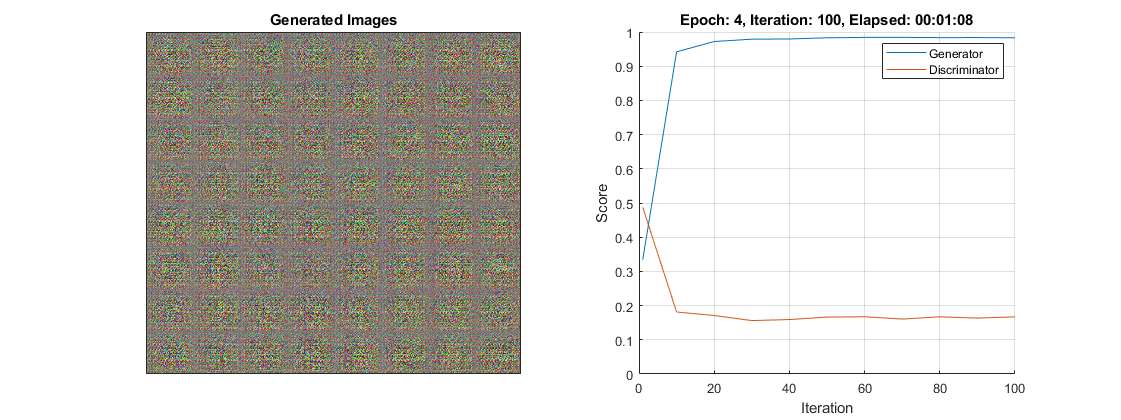 Generated Images
Epoch: 4, Iteration: 100, Elapsed: 00:01:08
1
0.9
0.8
0.7
0.6
0.5
0.4
0.3
0.2
0.1
0
Score
Generator
Discriminator
0 20 40 60 80 100
Iteration